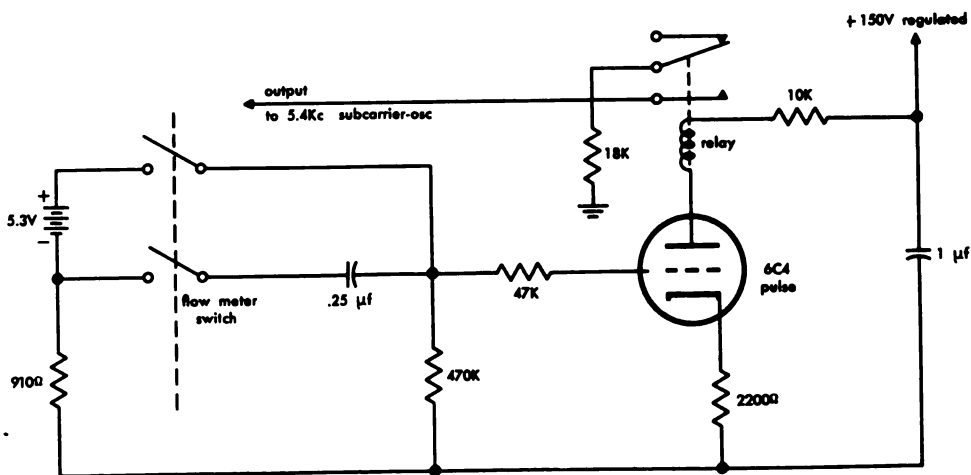 +150V regulated
output
to 5.4Kc subcarrier-osc
10K
relay
18K
+
5.3V
−
1 μf
6C4
pulse
47K
.25 μf
flow meter
switch
910Ω
470K
2200Ω